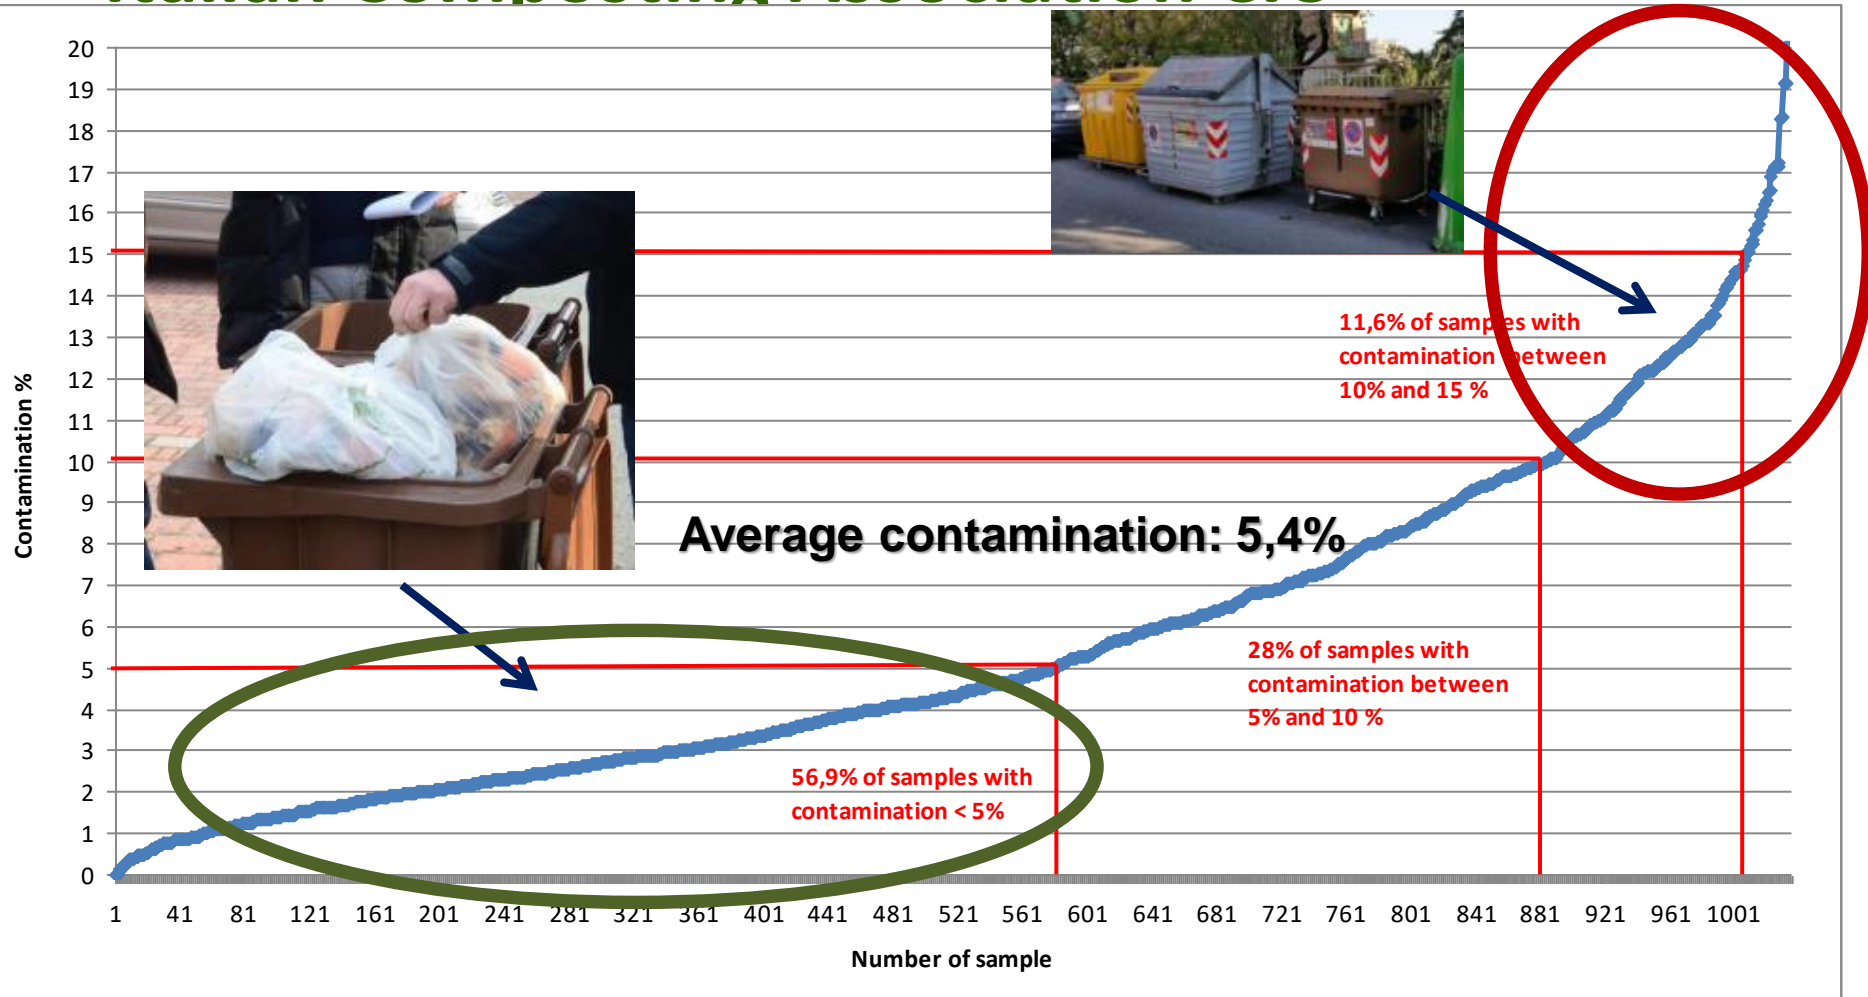 Italian Composting Association CIC
20
19
18
17
16
15
14
13
12
11
10
9
8
7
6
5
4
3
2
1
0
Contamination %
11,6% of samples with
contamination between
10% and 15 %
Average contamination: 5,4%
28% of samples with
contamination between
5% and 10 %
56,9% of samples with
contamination < 5%
1 41 81 121 161 201 241 281 321 361 401 441 481 521 561 601 641 681 721 761 801 841 881 921 961 1001
Number of sample